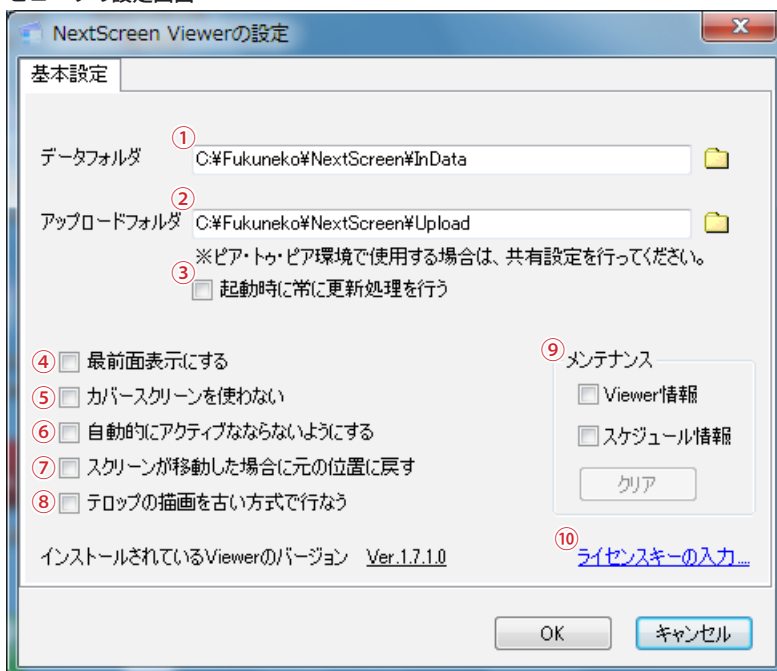 NextScreen Viewerの設定
基本設定
①
データフォルダ C:¥Fukuneko¥NextScreen¥InData
②
アップロードフォルダ C:¥Fukuneko¥NextScreen¥Upload
※ピア・トゥ・ピア環境で使用する場合は、共有設定を行ってください。
③ 起動時に常に更新処理を行う
④ 最前面表示にする
⑤ カバースクリーンを使わない
⑥ 自動的にアクティブなならないようにする
⑦ スクリーンが移動した場合に元の位置に戻す
⑧ テロップの描画を古い方式で行なう
⑨ メンテナンス
Viewer情報
スケジュール情報
クリア
インストールされているViewerのバージョン Ver.1.7.1.0
⑩ ライセンスキーの入力...
OK キャンセル